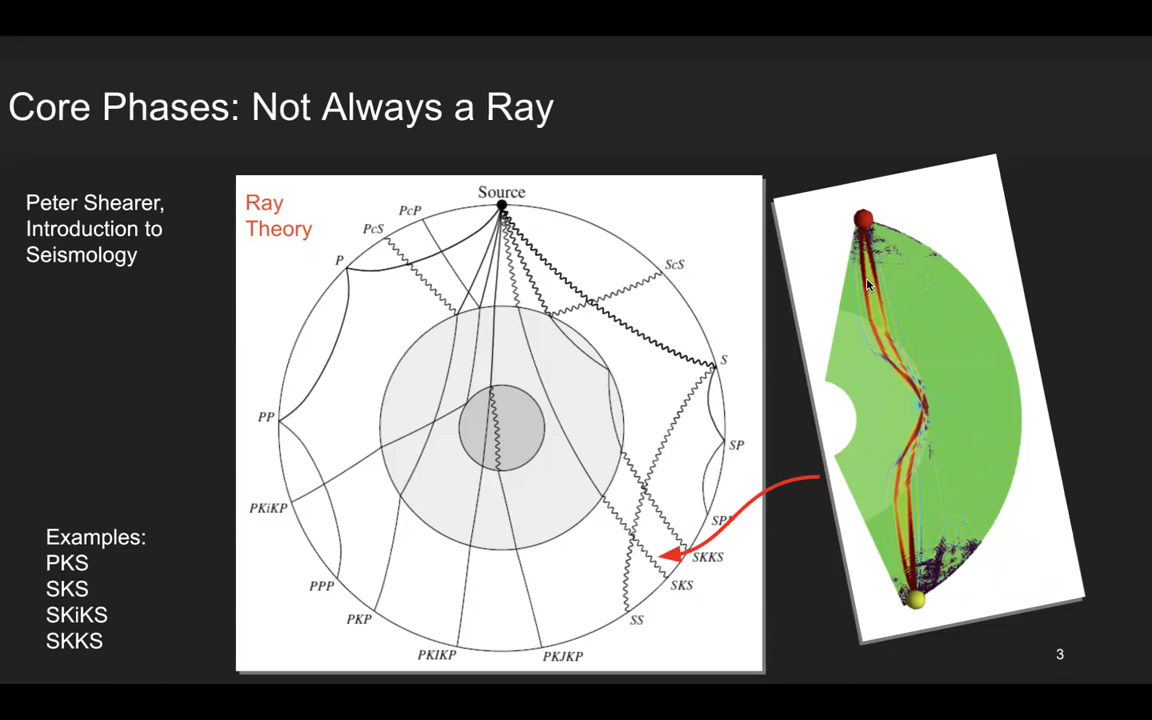 Core Phases: Not Always a Ray
Peter Shearer,
Introduction to
Seismology
Examples:
PKS
SKS
SKiKS
SKKS
Ray
Theory
Source
PcP
PcS
P
ScS
S
PP
SP
PKiKP
SKKS
PPP
SKS
PKP
SS
PKIKP
PKJKP
3